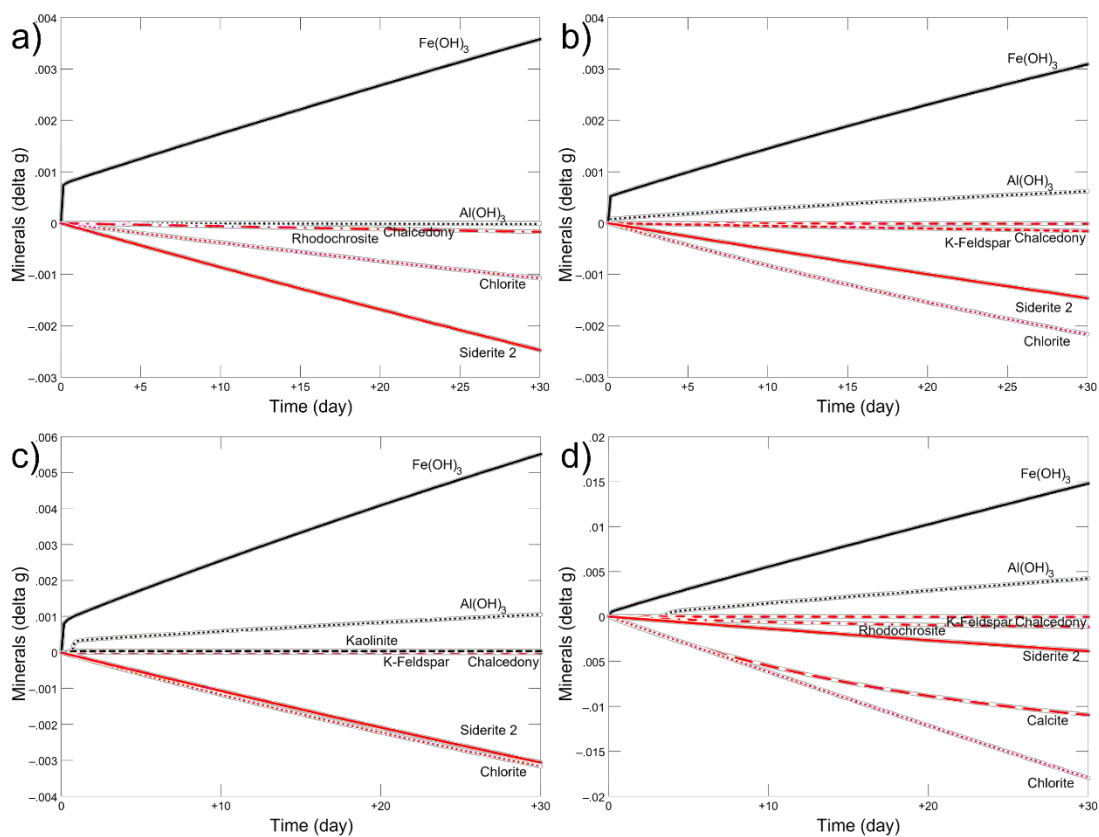 a)
.004
.003
.002
.001
0
–.001
–.002
–.003
Minerals (delta g)
Fe(OH)3
Al(OH)3
Rhodochrosite
Chalcedony
Chlorite
Siderite 2
0
+5
+10
+15
+20
+25
+30
Time (day)
b)
.004
.003
.002
.001
0
–.001
–.002
–.003
Minerals (delta g)
Fe(OH)3
Al(OH)3
K-Feldspar
Chalcedony
Siderite 2
Chlorite
0
+5
+10
+15
+20
+25
+30
Time (day)
c)
.006
.005
.004
.003
.002
.001
0
–.001
–.002
–.003
–.004
Minerals (delta g)
Fe(OH)3
Al(OH)3
Kaolinite
K-Feldspar
Chalcedony
Siderite 2
Chlorite
0
+10
+20
+30
Time (day)
d)
.02
.015
.01
.005
0
–.005
–.01
–.015
–.02
Minerals (delta g)
Fe(OH)3
Al(OH)3
K-Feldspar Chalcedony
Rhodochrosite
Siderite 2
Calcite
Chlorite
0
+10
+20
+30
Time (day)